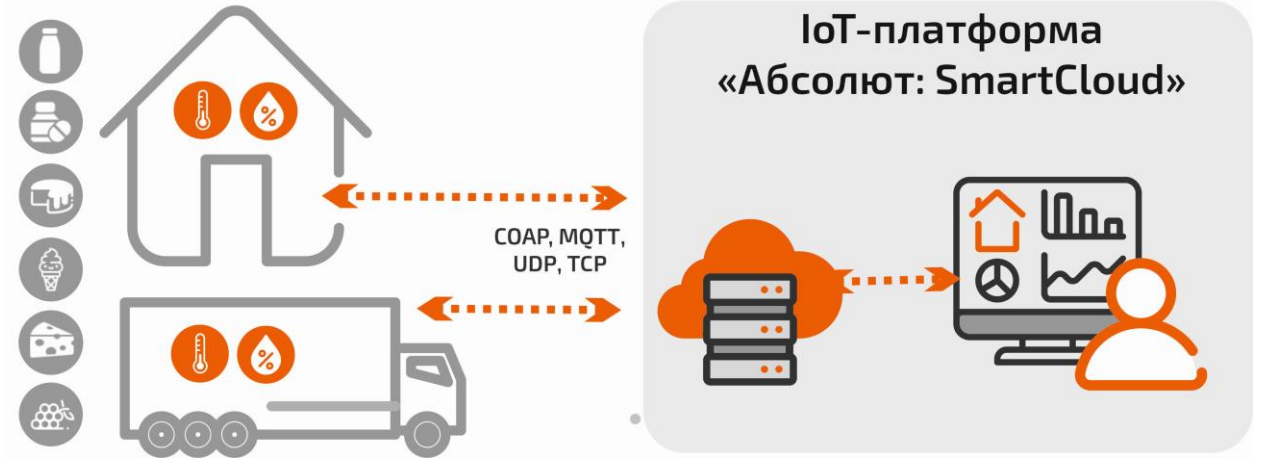 IoT-платформа
«Абсолют: SmartCloud»
COAP, MQTT,
UDP, TCP
%
%